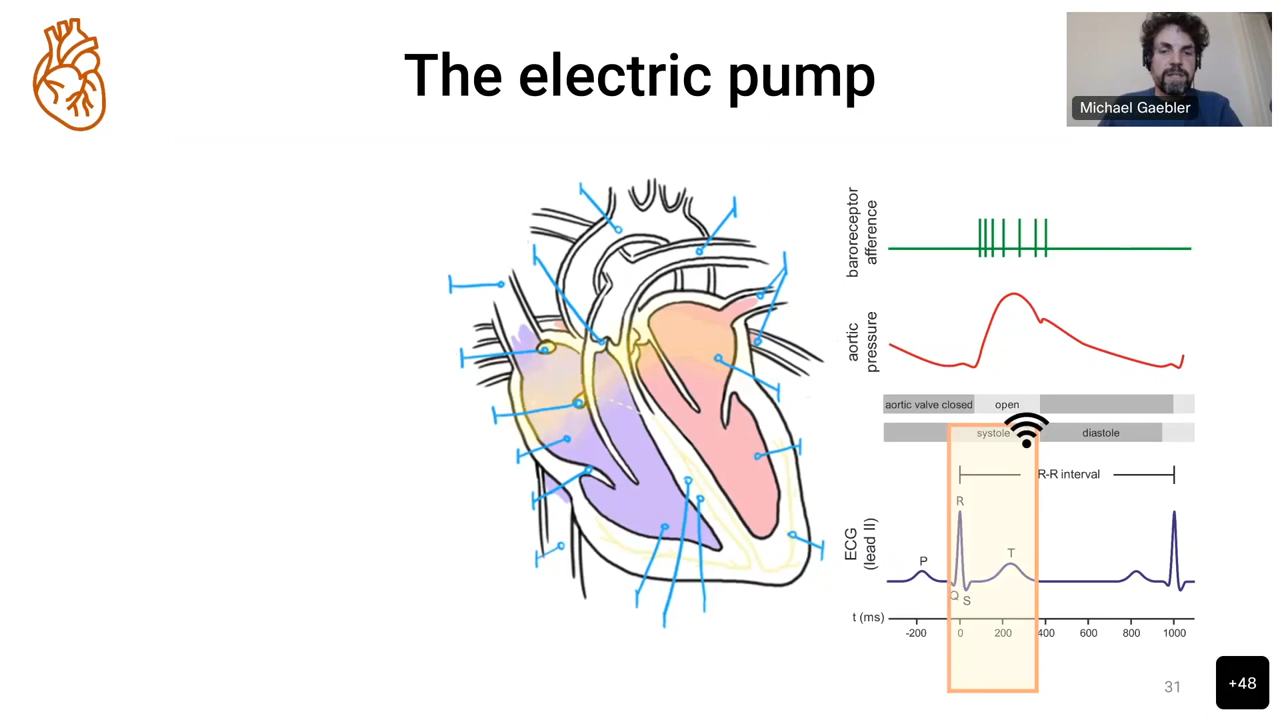 The electric pump
Michael Gaebler
baroreceptor
afference
aortic
pressure
aortic valve closed
open
systole
diastole
R-R interval
R
ECG
(lead II)
P
T
Q
S
t (ms)
-200
0
200
400
600
800
1000
31
+48